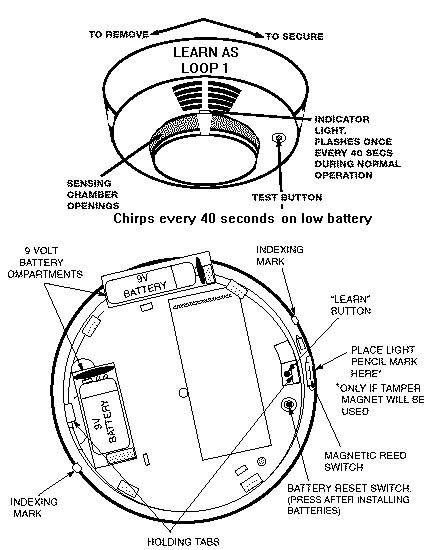 TO REMOVE
TO SECURE
LEARN AS
LOOP 1
INDICATOR
LIGHT.
FLASHES ONCE
EVERY 40 SECS
DURING NORMAL
OPERATION
SENSING
CHAMBER
OPENINGS
TEST BUTTON
Chirps every 40 seconds on low battery
9 VOLT
BATTERY
OMPARTMENTS
9V
BATTERY
INDEXING
MARK
"LEARN"
BUTTON
PLACE LIGHT
PENCIL MARK
HERE*
*ONLY IF TAMPER
MAGNET WILL BE
USED
9V
BATTERY
MAGNETIC REED
SWITCH
BATTERY RESET SWITCH.
(PRESS AFTER INSTALLING
BATTERIES)
INDEXING
MARK
HOLDING TABS